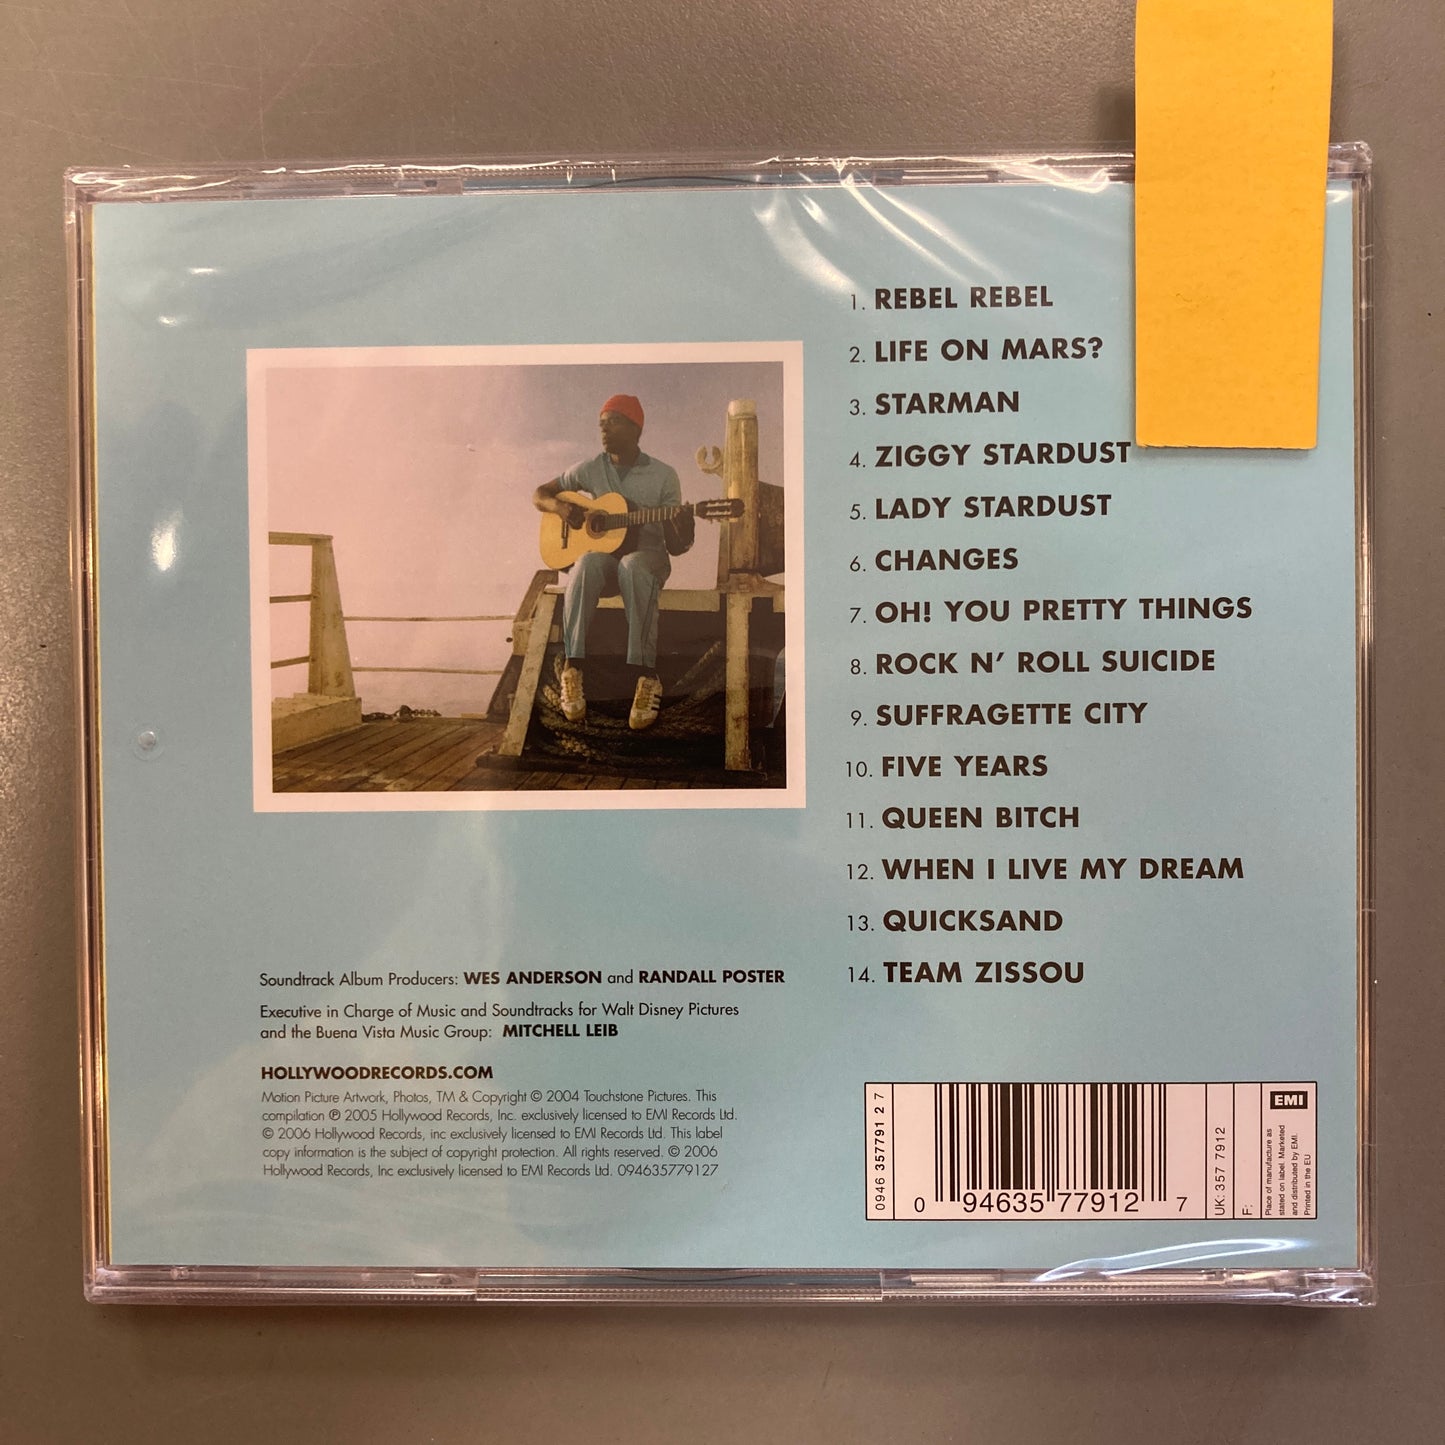 1. REBEL REBEL
2. LIFE ON MARS?
3. STARMAN
4. ZIGGY STARDUST
5. LADY STARDUST
6. CHANGES
7. OH! YOU PRETTY THINGS
8. ROCK N’ ROLL SUICIDE
9. SUFFRAGETTE CITY
10. FIVE YEARS
11. QUEEN BITCH
12. WHEN I LIVE MY DREAM
13. QUICKSAND
14. TEAM ZISSOU
Soundtrack Album Producers: WES ANDERSON and RANDALL POSTER
Executive in Charge of Music and Soundtracks for Walt Disney Pictures
and the Buena Vista Music Group: MITCHELL LEIB
HOLLYWOODRECORDS.COM
Motion Picture Artwork, Photos, TM & Copyright © 2004 Touchstone Pictures. This
compilation ℗ 2005 Hollywood Records, Inc. exclusively licensed to EMI Records Ltd.
© 2006 Hollywood Records, inc exclusively licensed to EMI Records Ltd. This label
copy information is the subject of copyright protection. All rights reserved. © 2006
Hollywood Records, Inc exclusively licensed to EMI Records Ltd. 094635779127
0946 357791 2 7
0 94635 77912 7
UK: 357 7912
F:
EMI
Place of manufacture as
stated on label. Marketed
and distributed by EMI.
Printed in the EU